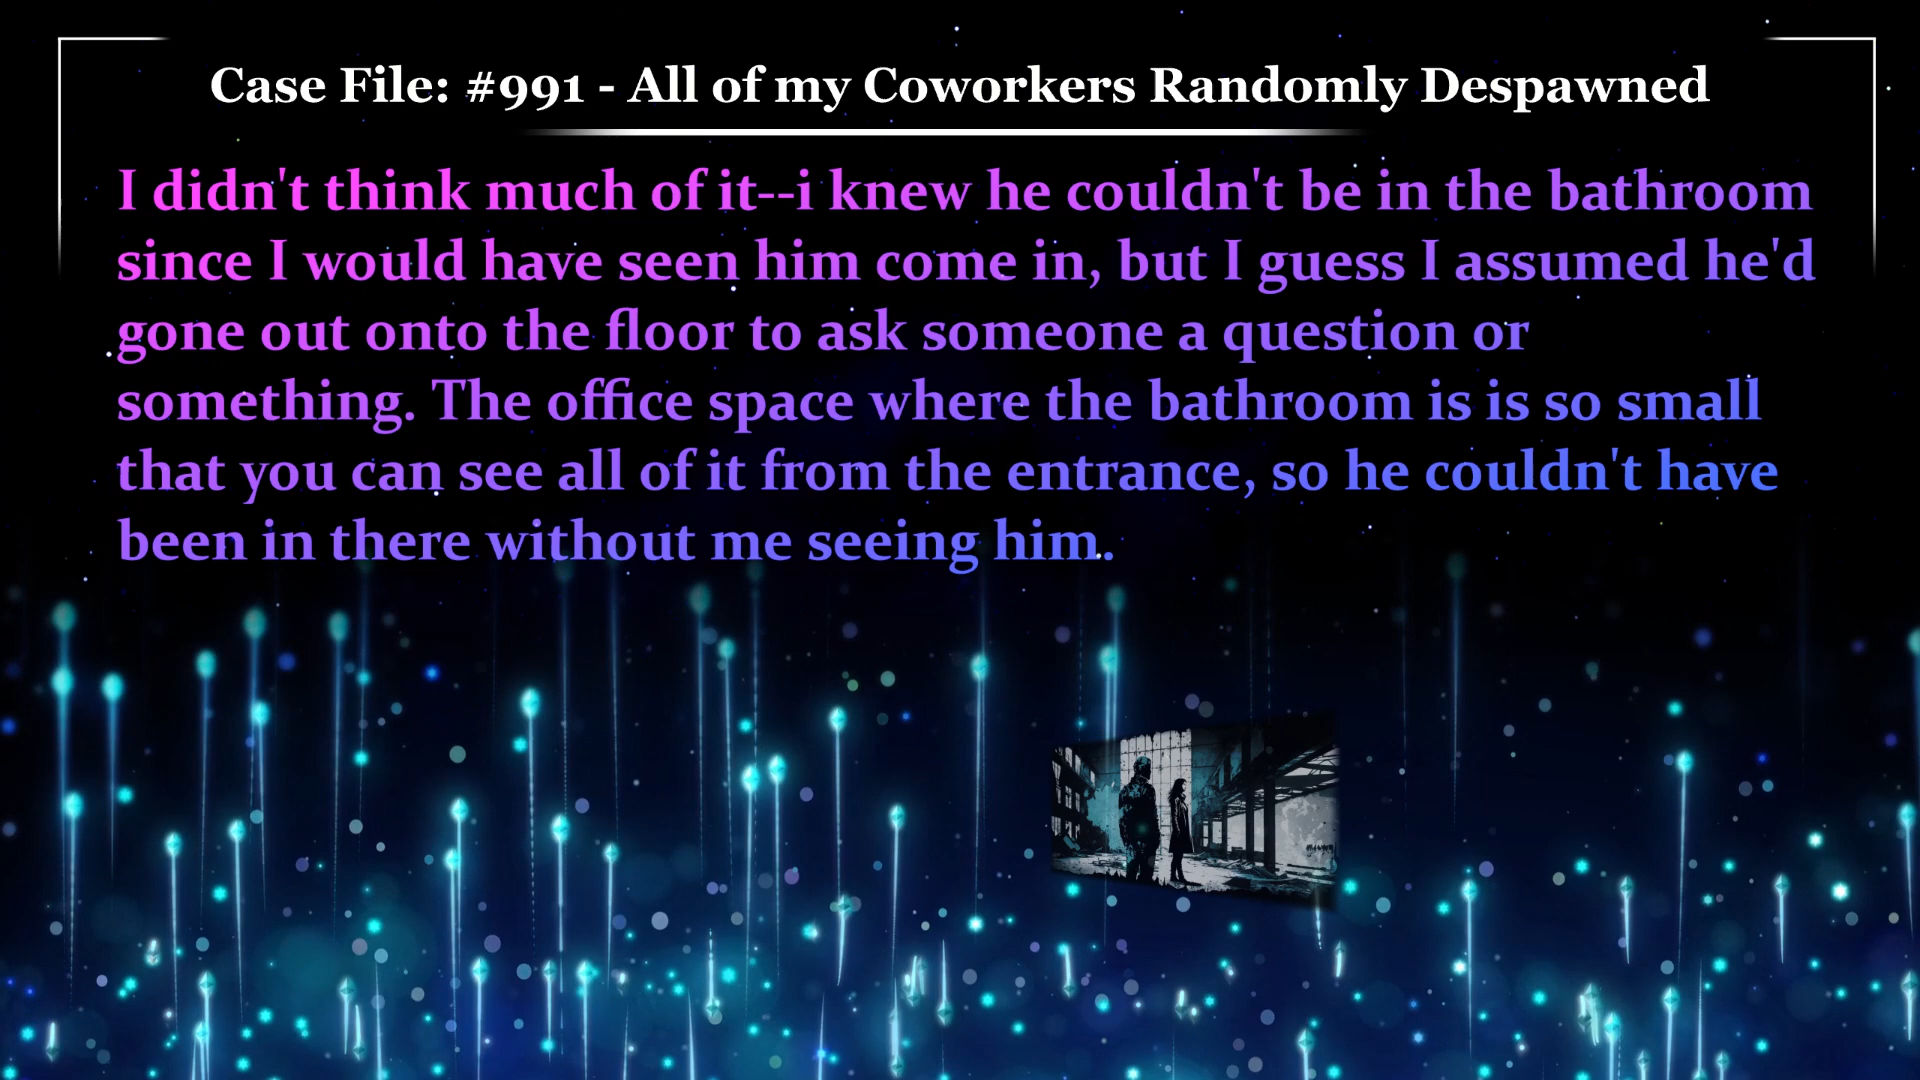 Case File: #991 - All of my Coworkers Randomly Despawned
I didn't think much of it--i knew he couldn't be in the bathroom
since I would have seen him come in, but I guess I assumed he'd
gone out onto the floor to ask someone a question or
something. The office space where the bathroom is is so small
that you can see all of it from the entrance, so he couldn't have
been in there without me seeing him.